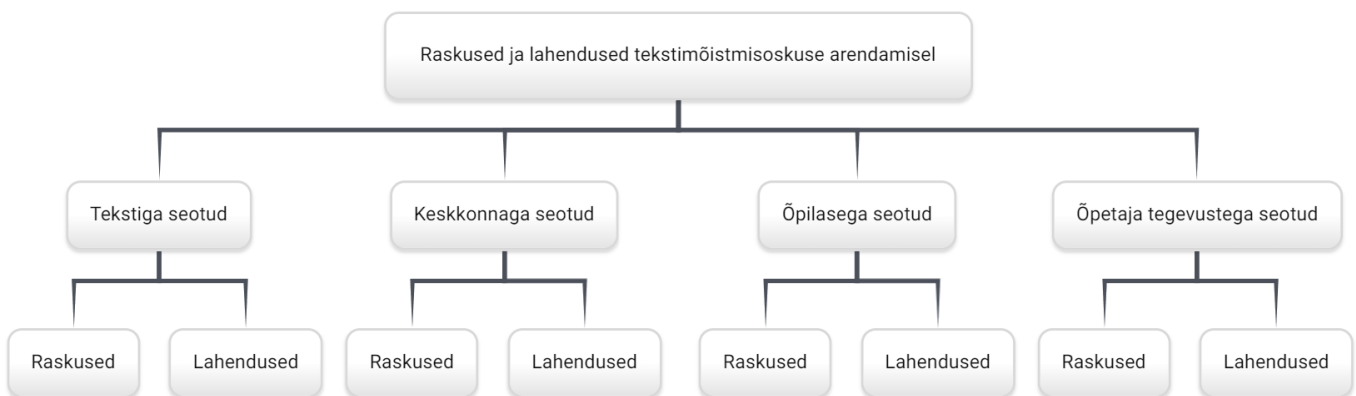 Raskused ja lahendused tekstimõistmisoskuse arendamisel
Tekstiga seotud
Keskkonnaga seotud
Õpilasega seotud
Õpetaja tegevustega seotud
Raskused
Lahendused
Raskused
Lahendused
Raskused
Lahendused
Raskused
Lahendused